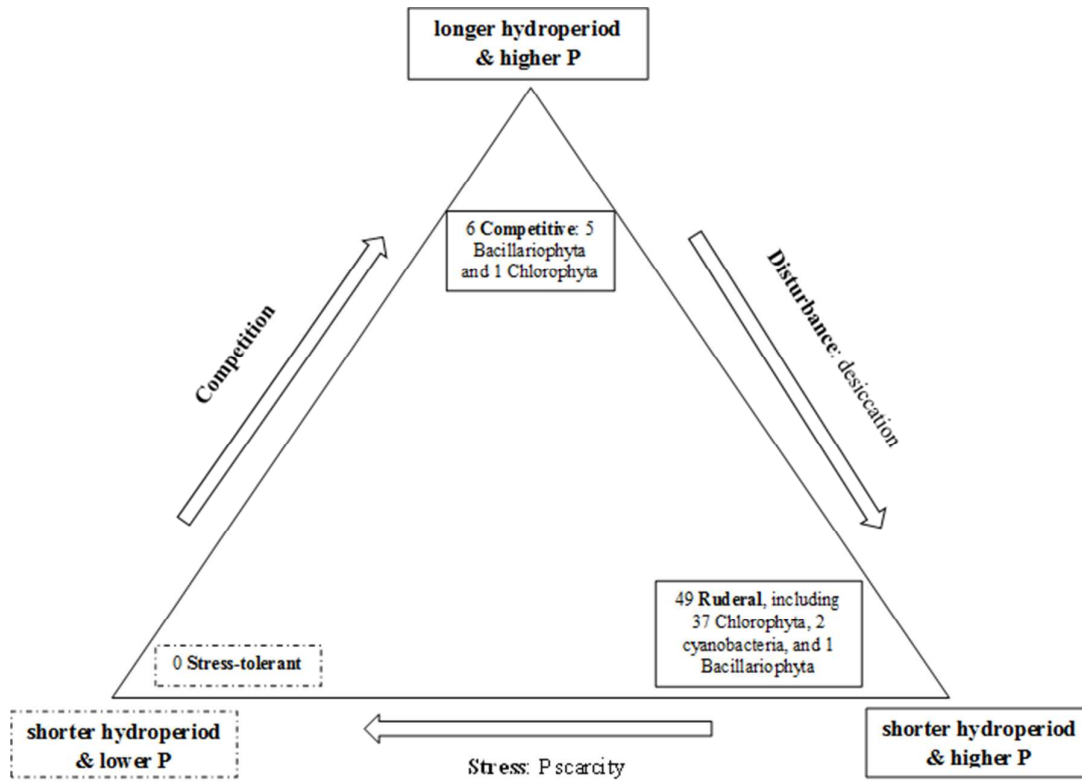 longer hydroperiod
& higher P
6 Competitive: 5
Bacillariophyta
and 1 Chlorophyta
Competition
Disturbance: desiccation
49 Ruderal, including
37 Chlorophyta, 2
cyanobacteria, and 1
Bacillariophyta
0 Stress-tolerant
shorter hydroperiod
& lower P
Stress: P scarcity
shorter hydroperiod
& higher P